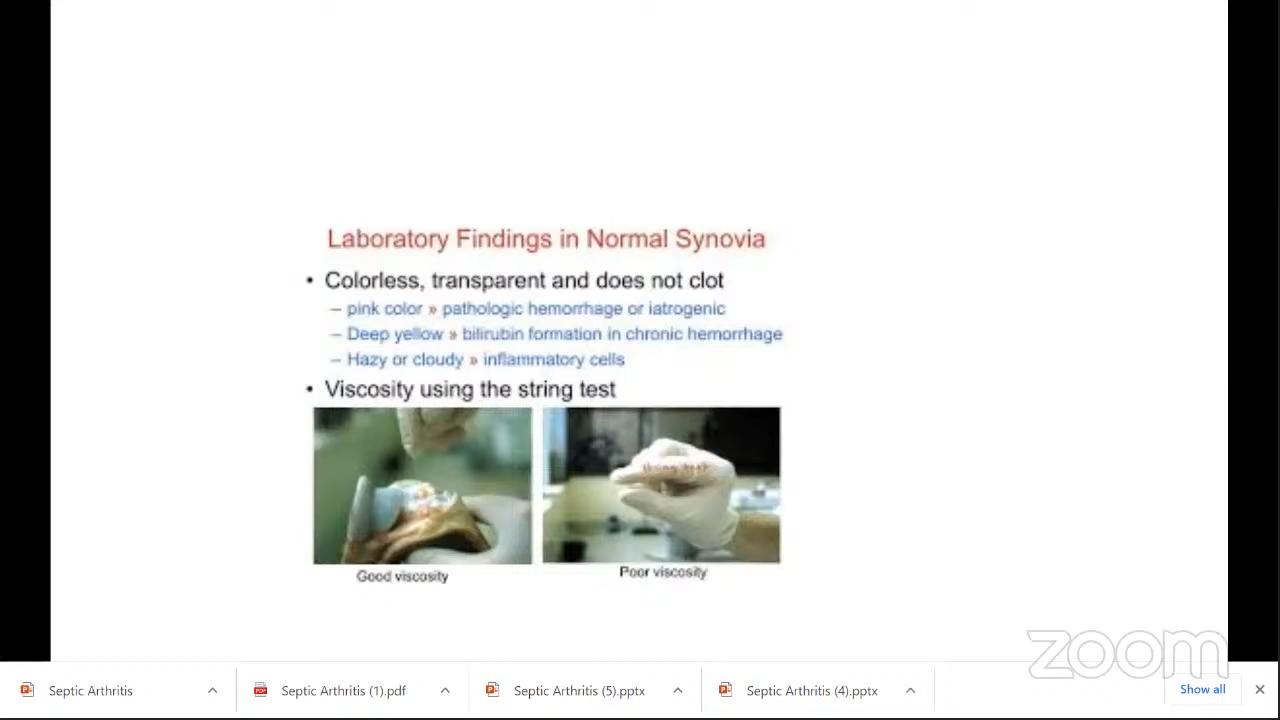 Laboratory Findings in Normal Synovia
• Colorless, transparent and does not clot
– pink color » pathologic hemorrhage or iatrogenic
– Deep yellow » bilirubin formation in chronic hemorrhage
– Hazy or cloudy » inflammatory cells
• Viscosity using the string test
Good viscosity
Poor viscosity
zoom
Septic Arthritis
Septic Arthritis (1).pdf
Septic Arthritis (5).pptx
Septic Arthritis (4).pptx
Show all